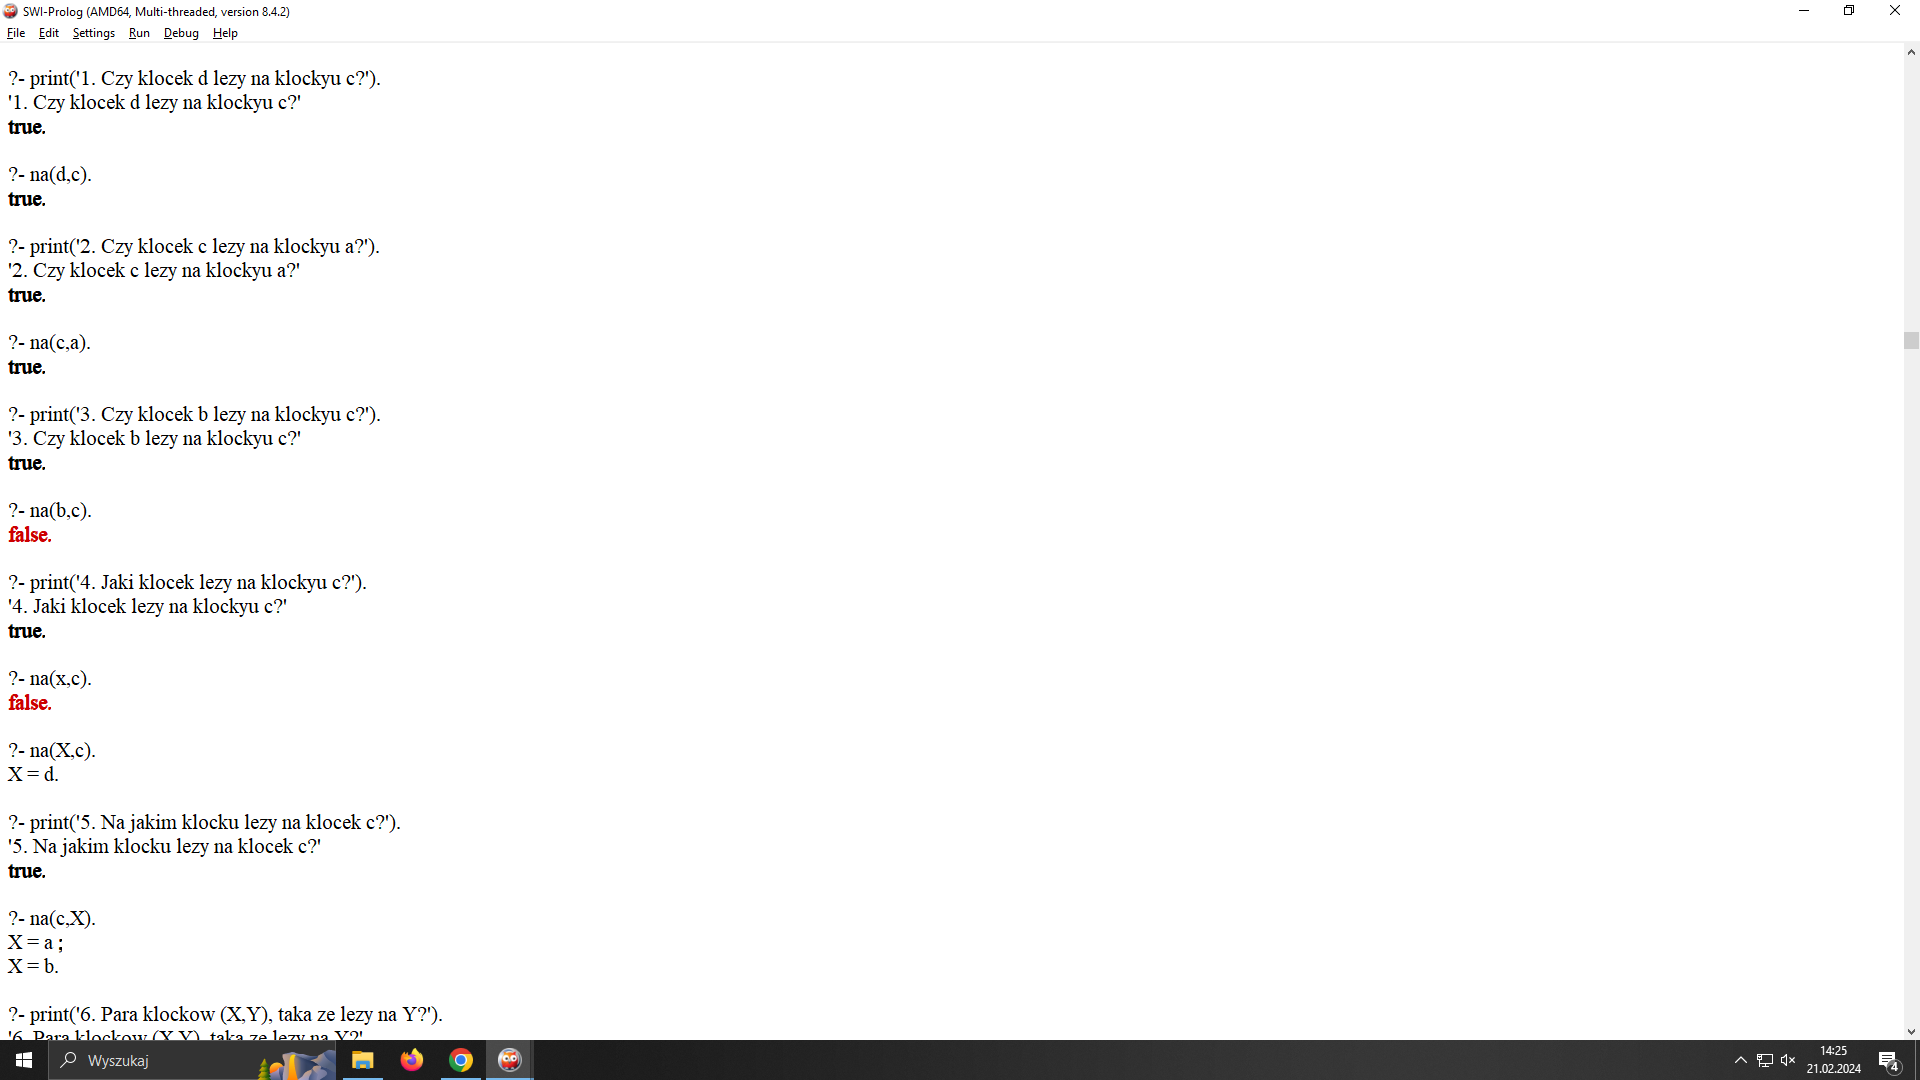 SWI-Prolog (AMD64, Multi-threaded, version 8.4.2)
File Edit Settings Run Debug Help
?- print('1. Czy klocek d lezy na klockyu c?').
'1. Czy klocek d lezy na klockyu c?'
true.
?- na(d,c).
true.
?- print('2. Czy klocek c lezy na klockyu a?').
'2. Czy klocek c lezy na klockyu a?'
true.
?- na(c,a).
true.
?- print('3. Czy klocek b lezy na klockyu c?').
'3. Czy klocek b lezy na klockyu c?'
true.
?- na(b,c).
false.
?- print('4. Jaki klocek lezy na klockyu c?').
'4. Jaki klocek lezy na klockyu c?'
true.
?- na(x,c).
false.
?- na(X,c).
X = d.
?- print('5. Na jakim klocku lezy na klocek c?').
'5. Na jakim klocku lezy na klocek c?'
true.
?- na(c,X).
X = a ;
X = b.
?- print('6. Para klockow (X,Y), taka ze lezy na Y?').
'6. Para klockow (X,Y), taka ze lezy na Y?'
Wyszukaj
14:25
21.02.2024
4